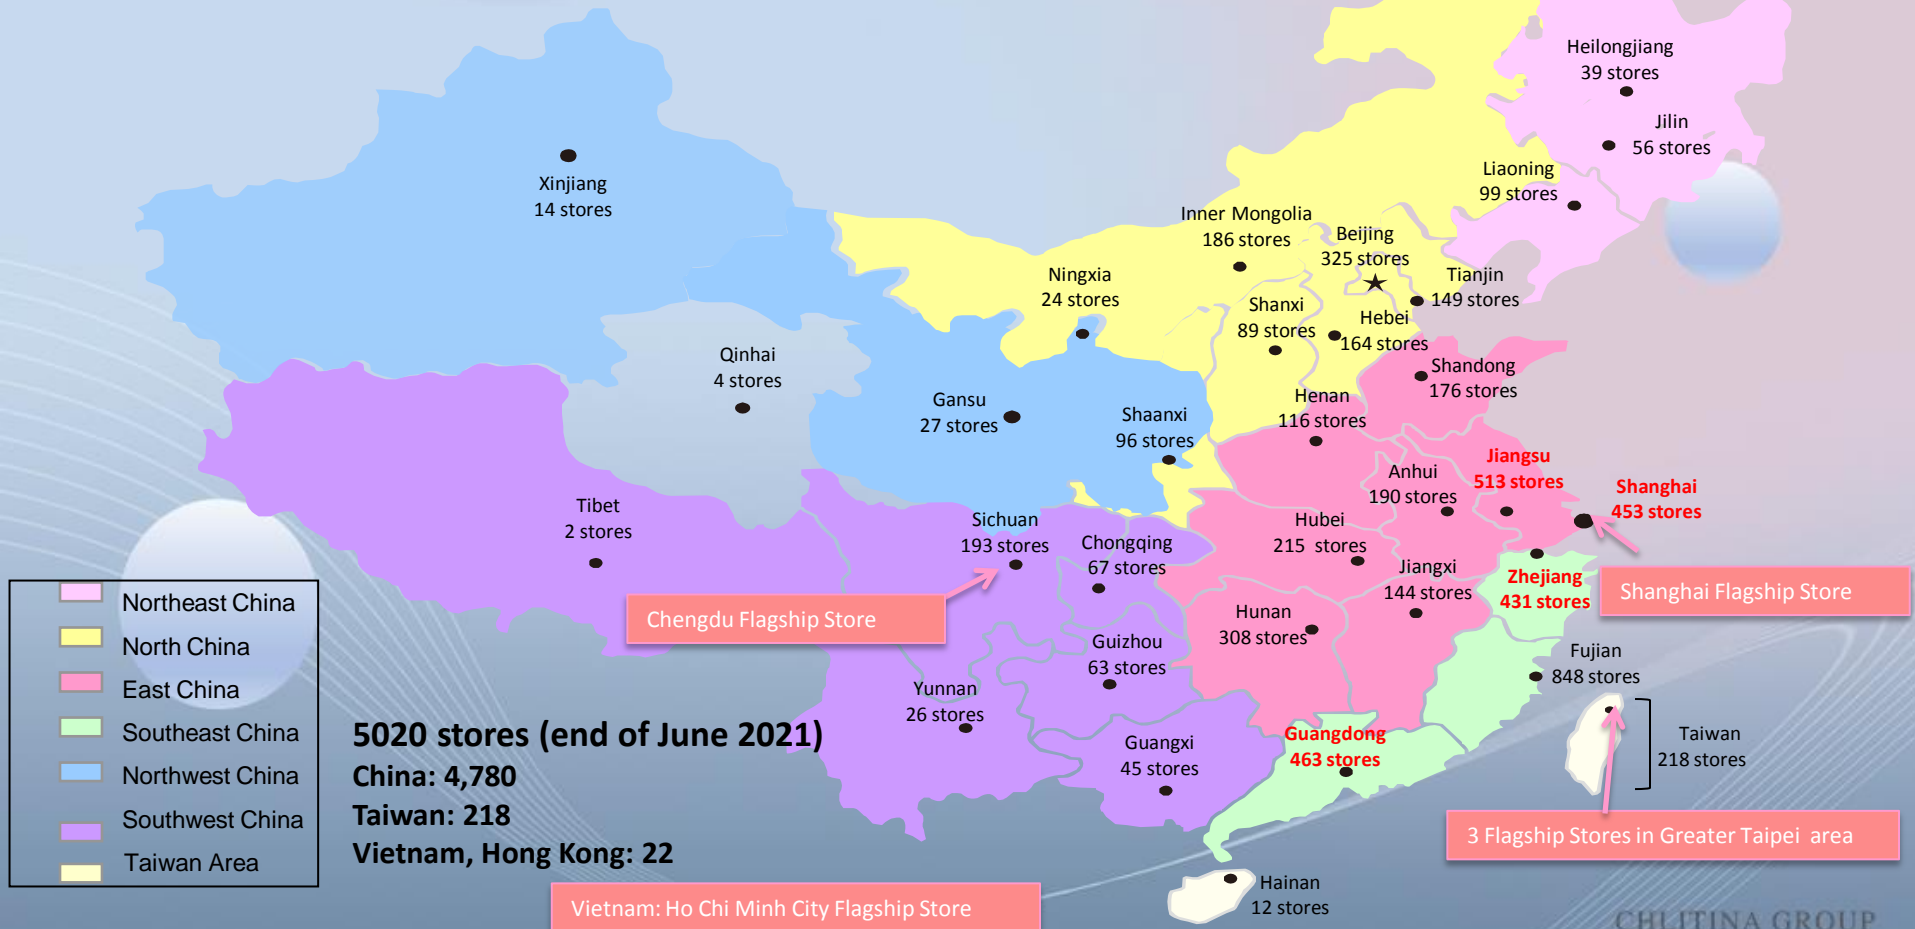 Heilongjiang
39 stores
Jilin
56 stores
Liaoning
99 stores
Xinjiang
14 stores
Inner Mongolia
186 stores
Beijing
325 stores
Ningxia
24 stores
Tianjin
149 stores
Shanxi
89 stores
Hebei
164 stores
Qinhai
4 stores
Shandong
176 stores
Gansu
27 stores
Shaanxi
96 stores
Henan
116 stores
Anhui
190 stores
Jiangsu
513 stores
Shanghai
453 stores
Tibet
2 stores
Sichuan
193 stores
Chongqing
67 stores
Hubei
215 stores
Jiangxi
144 stores
Zhejiang
431 stores
Shanghai Flagship Store
Chengdu Flagship Store
Hunan
308 stores
Guizhou
63 stores
Fujian
848 stores
Yunnan
26 stores
Guangxi
45 stores
Guangdong
463 stores
Taiwan
218 stores
Northeast China
North China
East China
Southeast China
Northwest China
Southwest China
Taiwan Area
5020 stores (end of June 2021)
China: 4,780
Taiwan: 218
Vietnam, Hong Kong: 22
3 Flagship Stores in Greater Taipei area
Vietnam: Ho Chi Minh City Flagship Store
Hainan
12 stores
CHLITINA GROUP